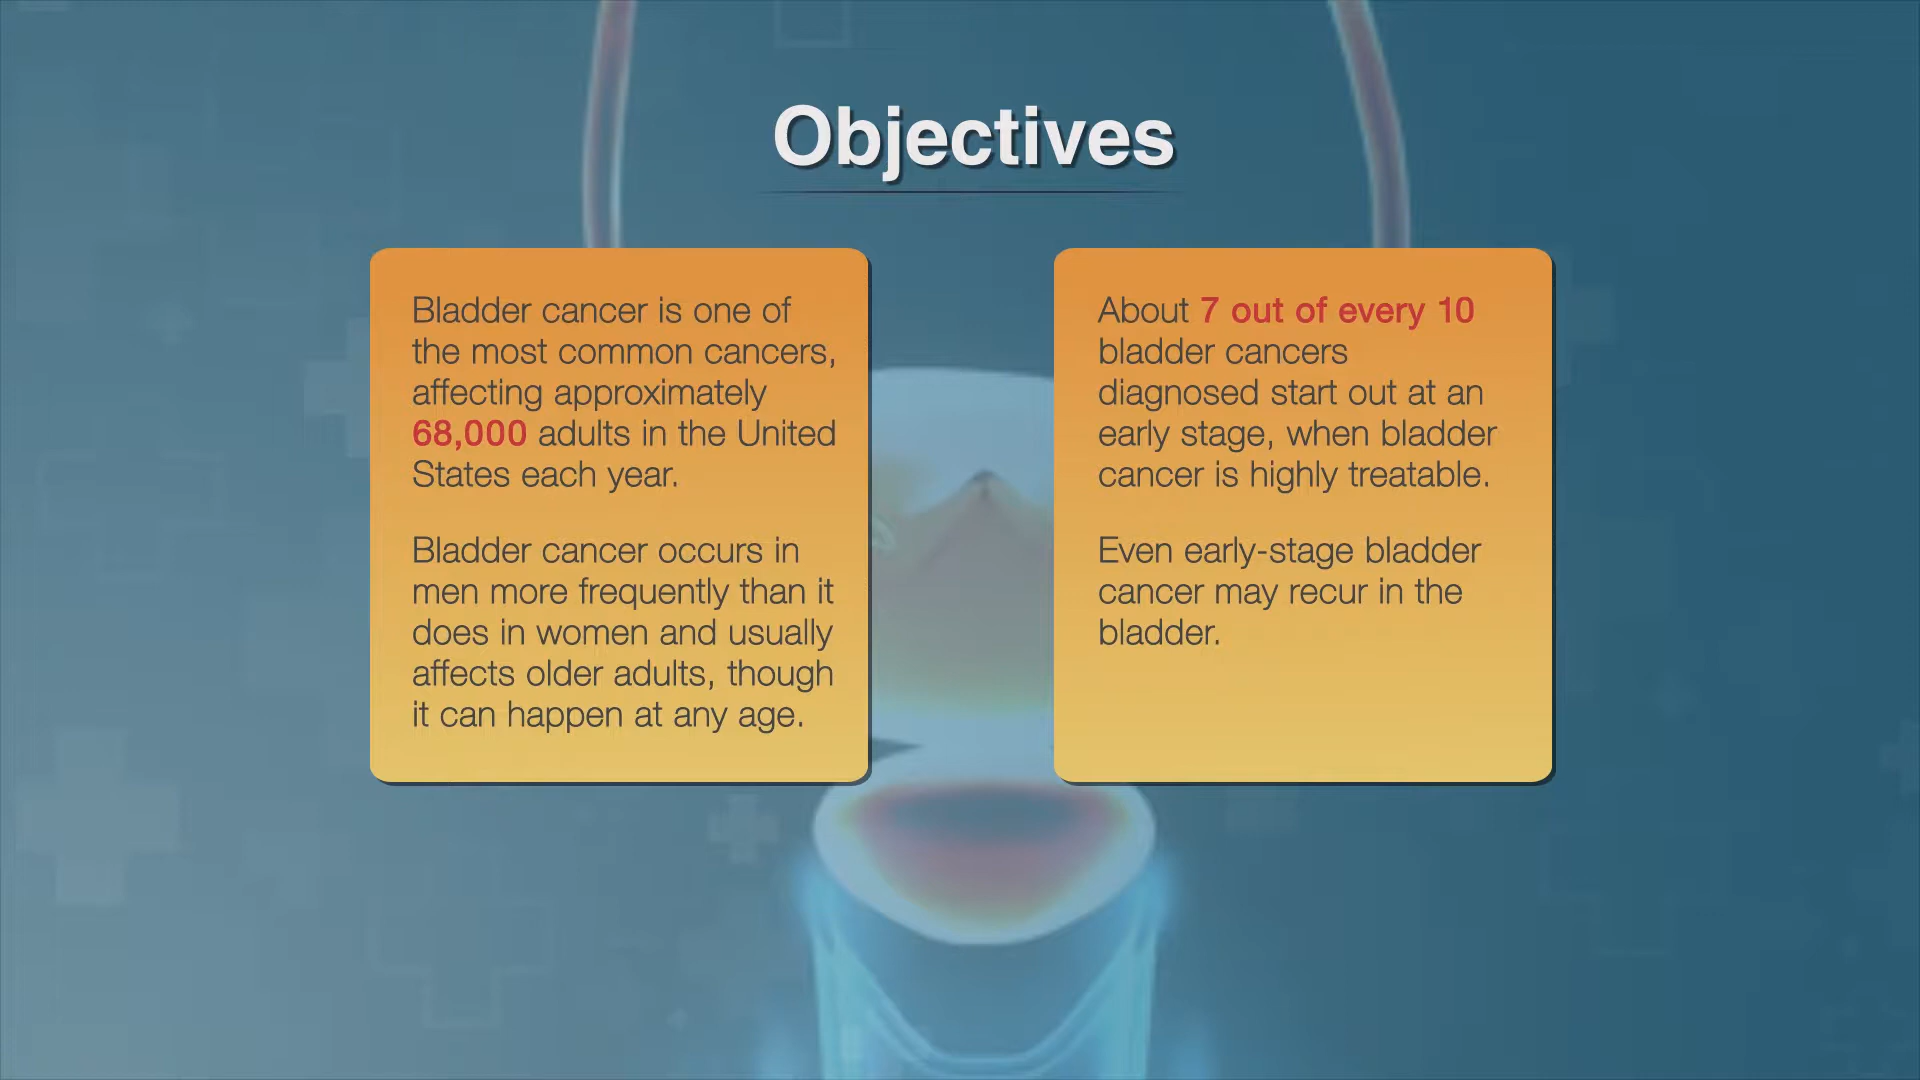 Objectives
Bladder cancer is one of
the most common cancers,
affecting approximately
68,000 adults in the United
States each year.
Bladder cancer occurs in
men more frequently than it
does in women and usually
affects older adults, though
it can happen at any age.
About 7 out of every 10
bladder cancers
diagnosed start out at an
early stage, when bladder
cancer is highly treatable.
Even early-stage bladder
cancer may recur in the
bladder.